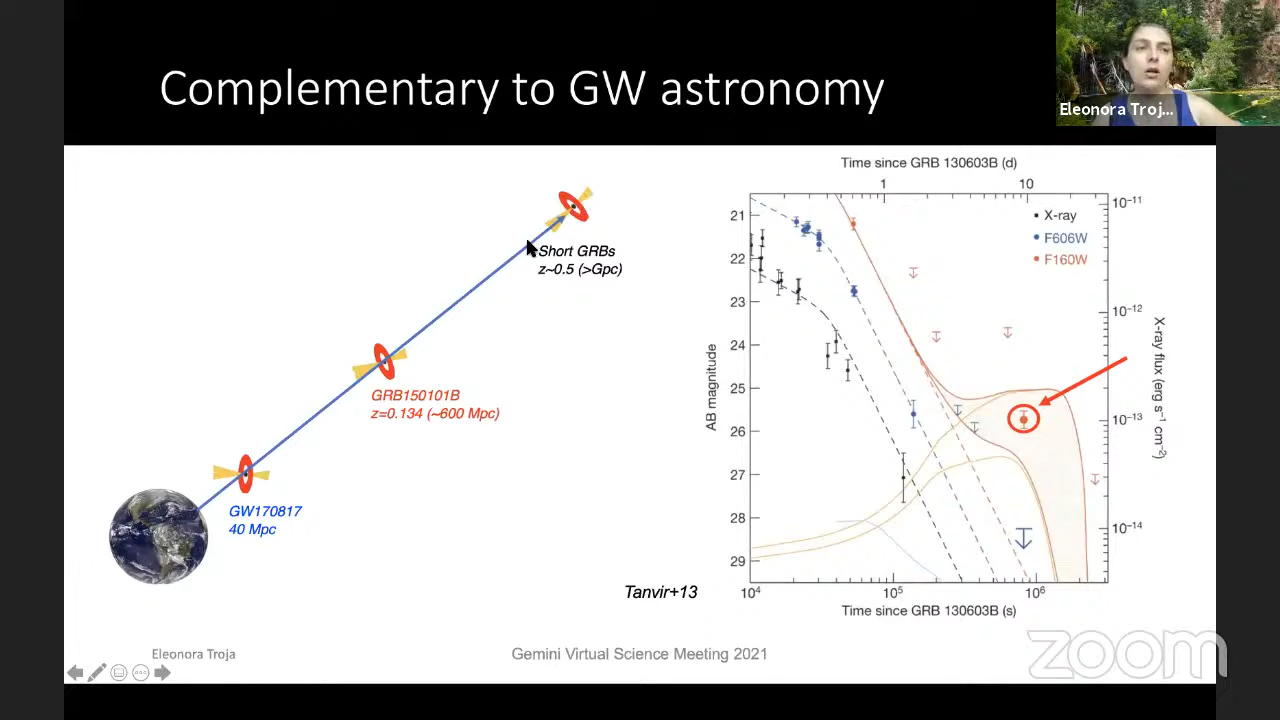 Complementary to GW astronomy
Eleonora Troj...
Short GRBs
z~0.5 (>Gpc)
GRB150101B
z=0.134 (~600 Mpc)
GW170817
40 Mpc
Time since GRB 130603B (d)
1
10
21
22
23
24
25
26
27
28
29
AB magnitude
X-ray
F606W
F160W
10⁻¹¹
10⁻¹²
10⁻¹³
10⁻¹⁴
X-ray flux (erg s⁻¹ cm⁻²)
10⁴
10⁵
10⁶
Time since GRB 130603B (s)
Tanvir+13
Eleonora Troja
Gemini Virtual Science Meeting 2021
zoom